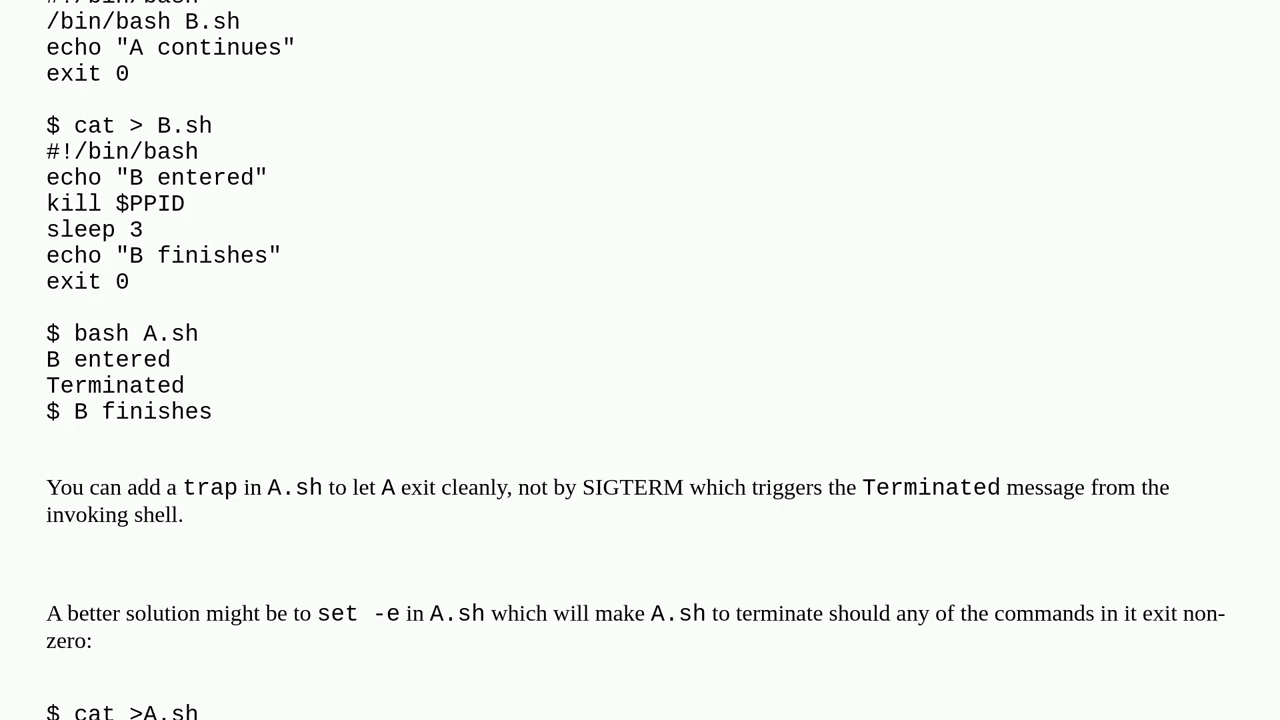 #!/bin/bash
/bin/bash B.sh
echo "A continues"
exit 0
$ cat > B.sh
#!/bin/bash
echo "B entered"
kill $PPID
sleep 3
echo "B finishes"
exit 0
$ bash A.sh
B entered
Terminated
$ B finishes
You can add a trap in A.sh to let A exit cleanly, not by SIGTERM which triggers the Terminated message from the
invoking shell.
A better solution might be to set -e in A.sh which will make A.sh to terminate should any of the commands in it exit non-
zero:
$ cat >A.sh